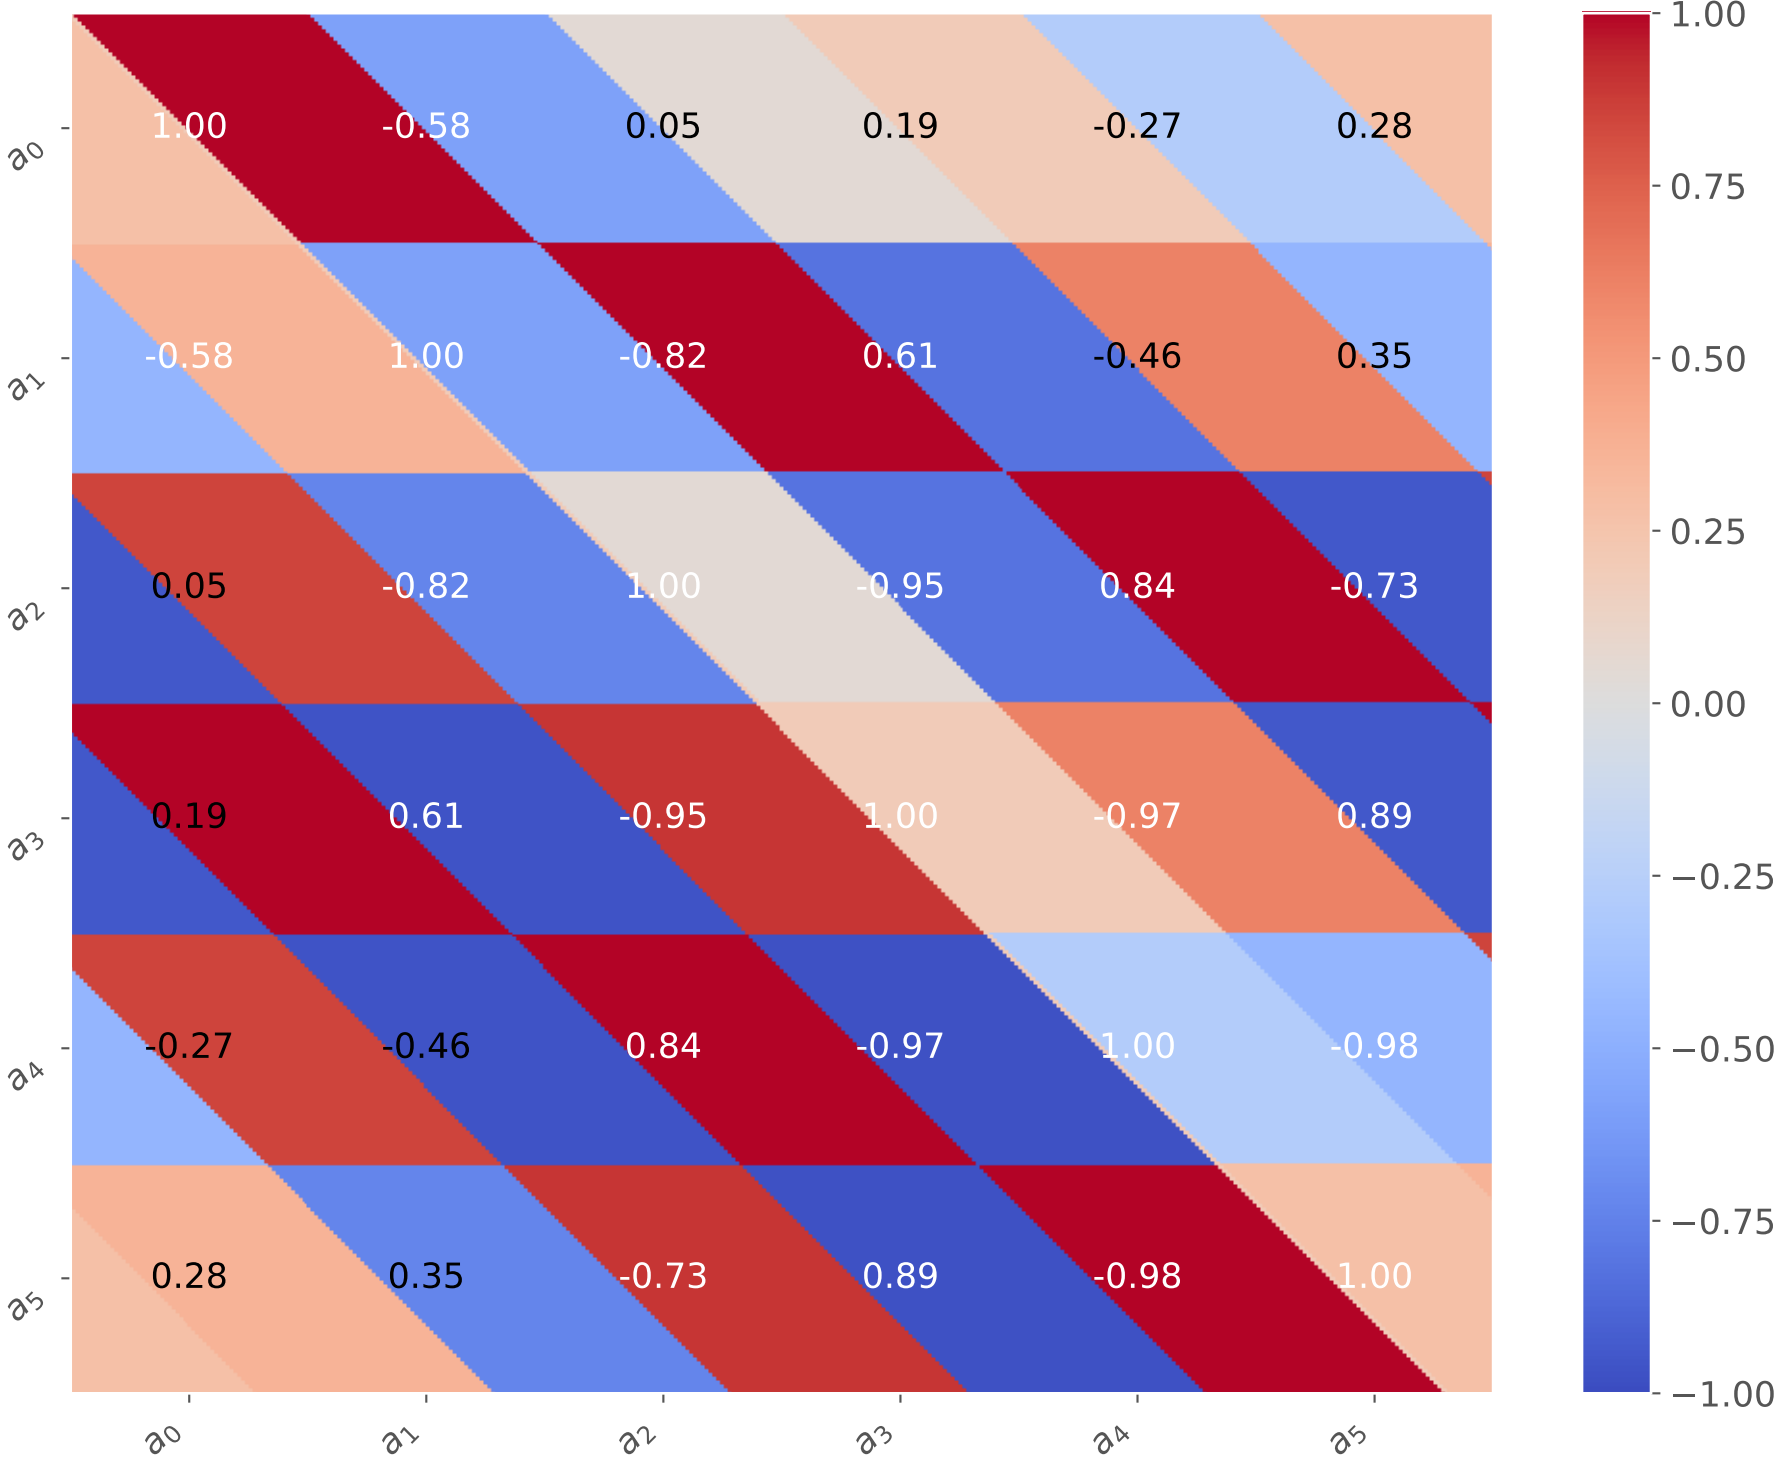 1.00
a0 1.00 -0.58 0.05 0.19 -0.27 0.28
0.75
a1 -0.58 1.00 -0.82 0.61 -0.46 0.35
0.50
0.25
a2 0.05 -0.82 1.00 -0.95 0.84 -0.73
0.00
a3 0.19 0.61 -0.95 1.00 -0.97 0.89
−0.25
a4 -0.27 -0.46 0.84 -0.97 1.00 -0.98
−0.50
−0.75
a5 0.28 0.35 -0.73 0.89 -0.98 1.00
−1.00
a0 a1 a2 a3 a4 a5